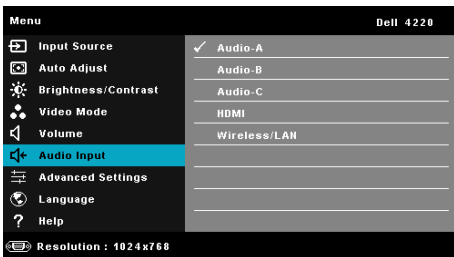 Menu
Dell 4220
Input Source
Auto Adjust
Brightness/Contrast
Video Mode
Volume
Audio Input
Advanced Settings
Language
? Help
✓ Audio-A
Audio-B
Audio-C
HDMI
Wireless/LAN
Resolution : 1024x768